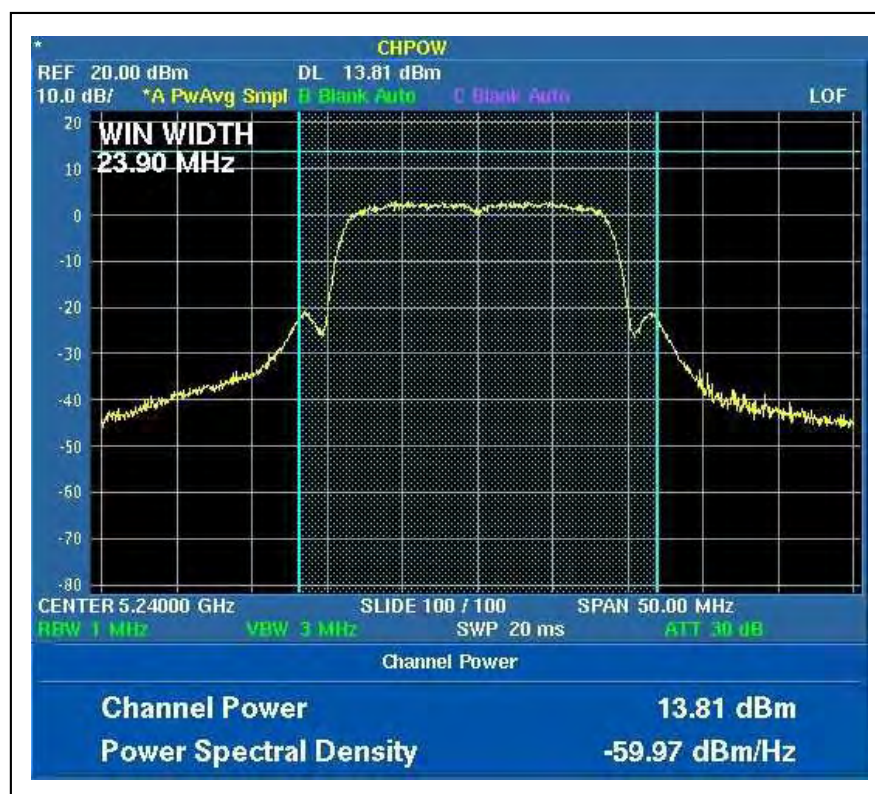 *
CHPOW
REF 20.00 dBm DL 13.81 dBm
10.0 dB/ *A PwAvg Smpl B Blank Auto C Blank Auto LOF
WIN WIDTH
23.90 MHz
20
10
0
-10
-20
-30
-40
-50
-60
-70
-80
CENTER 5.24000 GHz SLIDE 100 / 100 SPAN 50.00 MHz
RBW 1 MHz VBW 3 MHz SWP 20 ms ATT 30 dB
Channel Power
Channel Power 13.81 dBm
Power Spectral Density -59.97 dBm/Hz